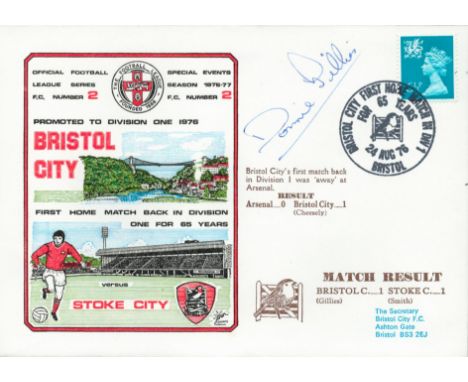 OFFICIAL FOOTBALL
LEAGUE SERIES
F.C. NUMBER 2
SPECIAL EVENTS
SEASON 1976-77
F.C. NUMBER 2
PROMOTED TO DIVISION ONE 1976
BRISTOL
CITY
FIRST HOME MATCH BACK IN DIVISION
ONE FOR 65 YEARS
versus
STOKE CITY
Donnie Gillies
BRISTOL CITY FIRST HOME MATCH IN DIV 1
FOR 65 YEARS
24 AUG 76
BRISTOL
Bristol City's first match back
in Division 1 was 'away' at
Arsenal.
RESULT
Arsenal...0 Bristol City...1
(Cheesely)
MATCH RESULT
BRISTOL C....1 STOKE C....1
(Gillies) (Smith)
The Secretary
Bristol City F.C.
Ashton Gate
Bristol BS3 2EJ